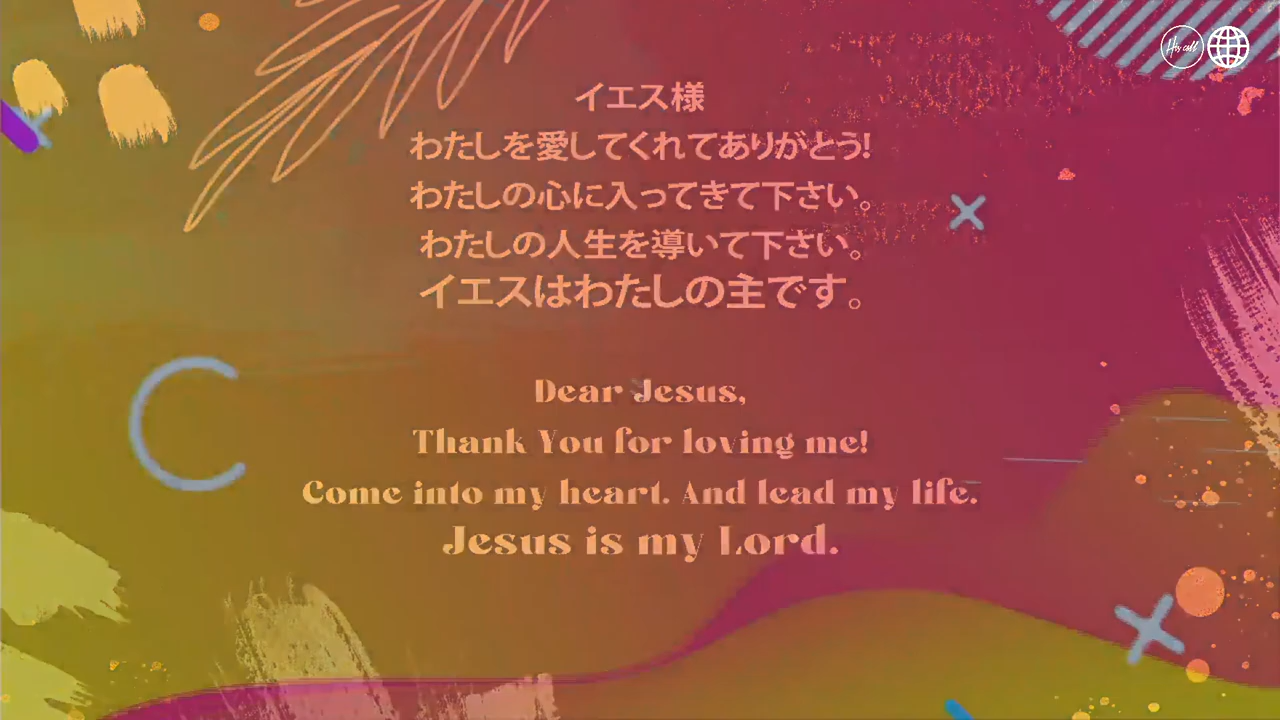 His call
イエス様
わたしを愛してくれてありがとう!
わたしの心に入ってきて下さい。
わたしの人生を導いて下さい。
イエスはわたしの主です。
Dear Jesus,
Thank You for loving me!
Come into my heart. And lead my life.
Jesus is my Lord.